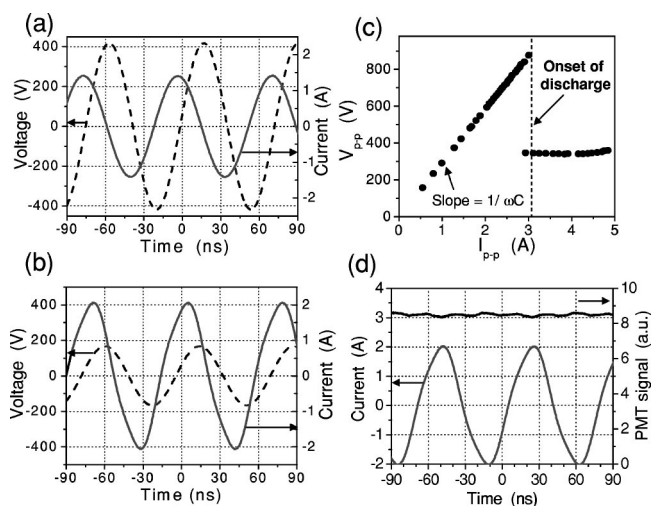 (a)
400
200
0
-200
-400
Voltage (V)
2
1
0
-1
-2
Current (A)
-90 -60 -30 0 30 60 90
Time (ns)
(b)
400
200
0
-200
-400
Voltage (V)
2
1
0
-1
-2
Current (A)
-90 -60 -30 0 30 60 90
Time (ns)
(c)
800
600
400
200
0
V p-p (V)
Onset of
discharge
Slope = 1/ ωC
0 1 2 3 4 5
I p-p (A)
(d)
4
3
2
1
0
-1
-2
Current (A)
10
8
6
4
2
0
PMT signal (a.u.)
-90 -60 -30 0 30 60 90
Time (ns)